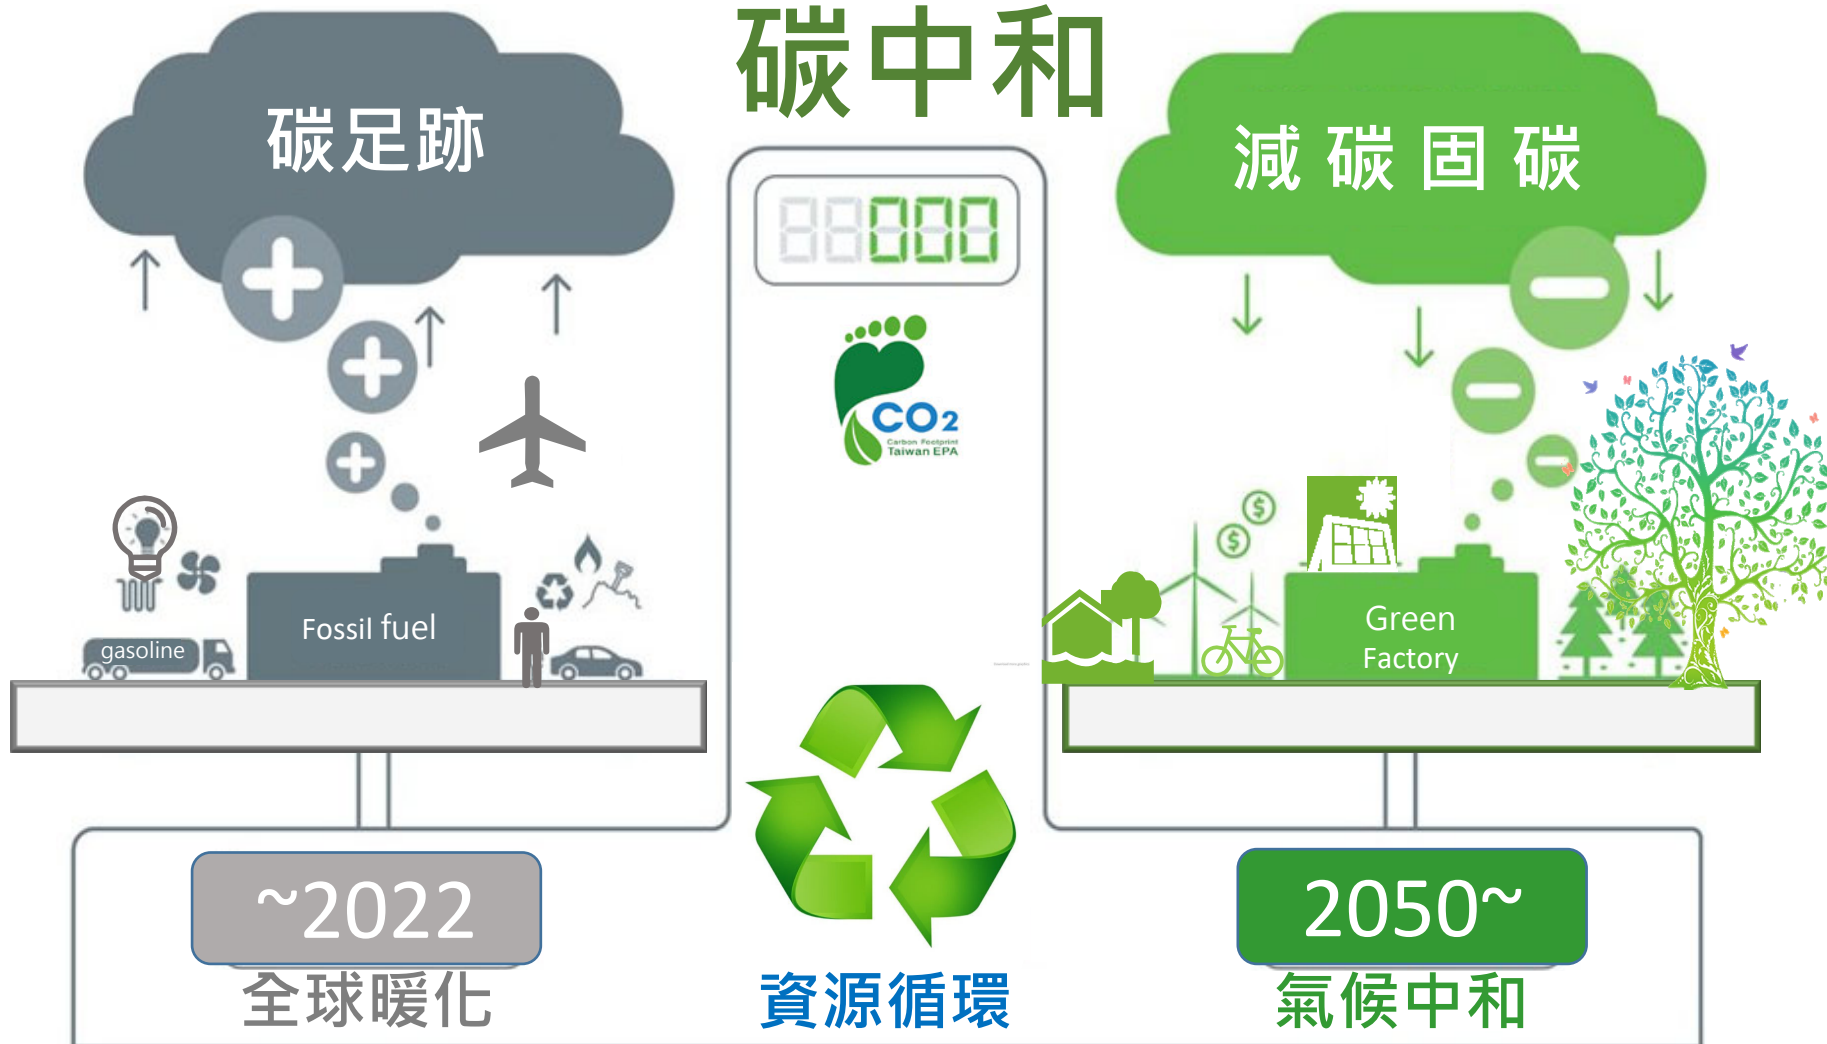 碳中和
碳足跡
減碳固碳
000
CO2
Carbon Footprint
Taiwan EPA
$
$
Fossil fuel
gasoline
Green
Factory
~2022
2050~
全球暖化
資源循環
氣候中和